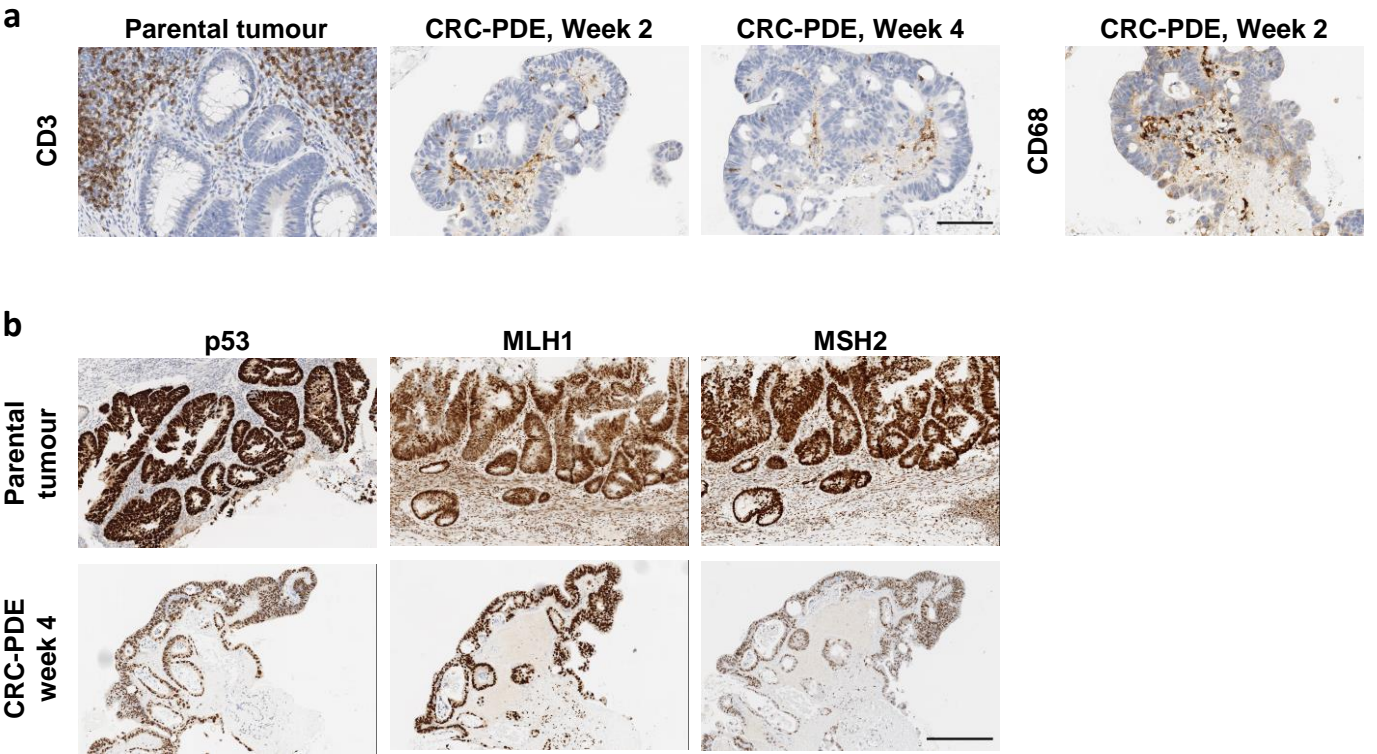 a
Parental tumour
CRC-PDE, Week 2
CRC-PDE, Week 4
CRC-PDE, Week 2
CD3
CD68
b
p53
MLH1
MSH2
Parental
tumour
CRC-PDE
week 4